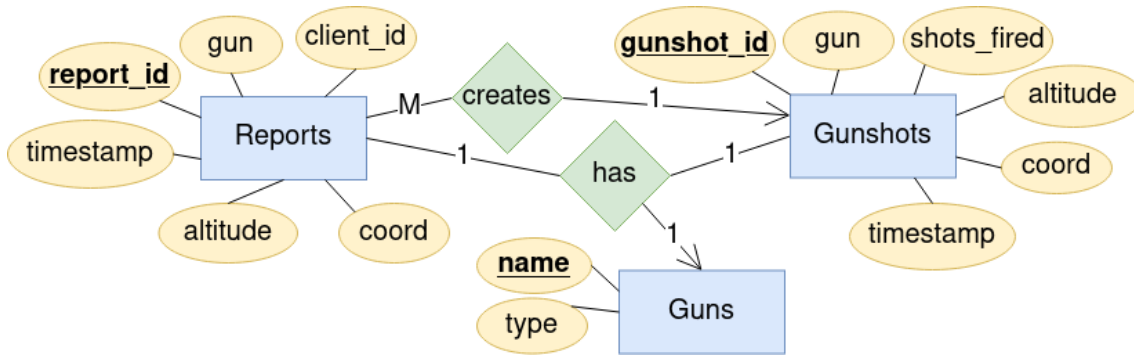 gun
client_id
report_id
timestamp
Reports
altitude
coord
M
creates
1
1
has
1
1
gunshot_id
gun
shots_fired
altitude
Gunshots
coord
timestamp
name
type
Guns